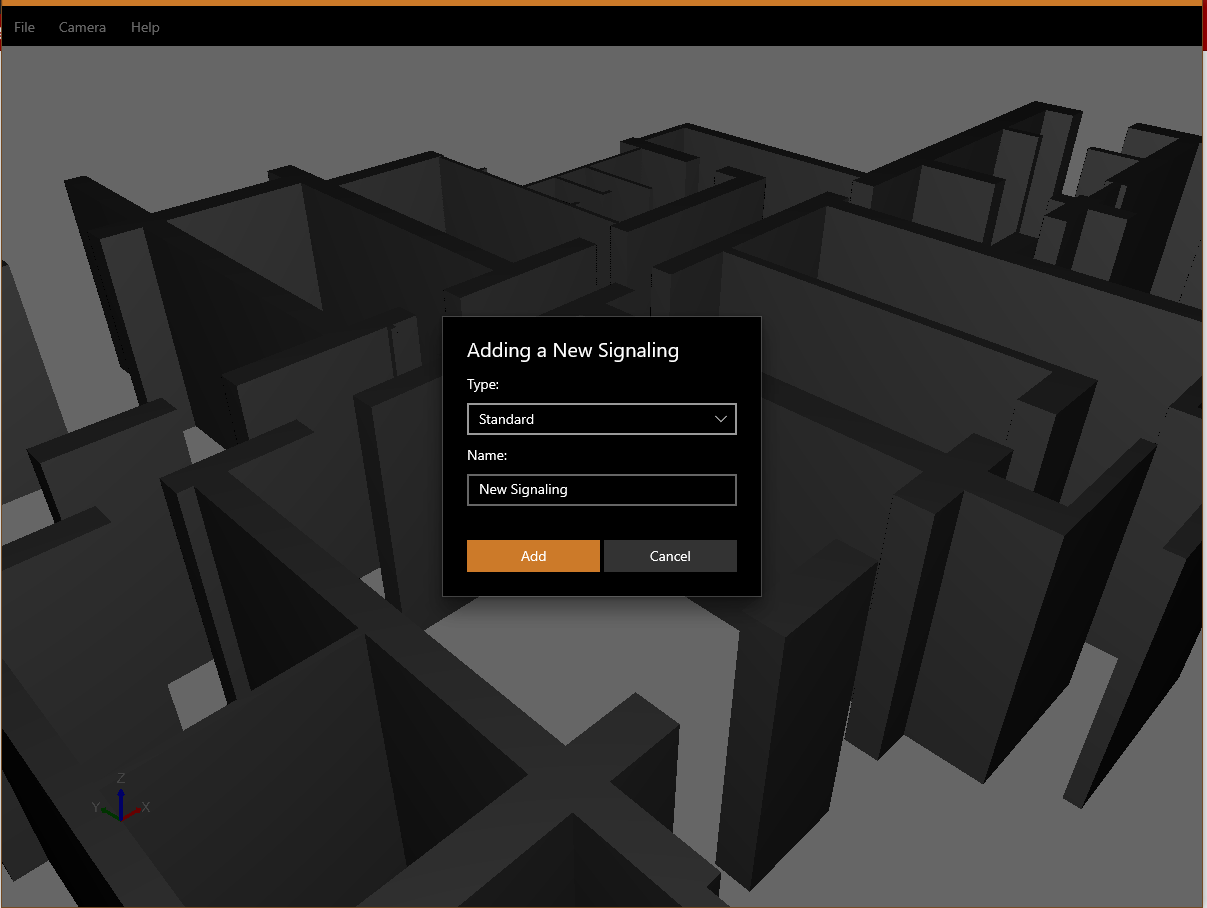 File Camera Help
Adding a New Signaling
Type:
Standard
Name:
New Signaling
Add Cancel
Z
Y X